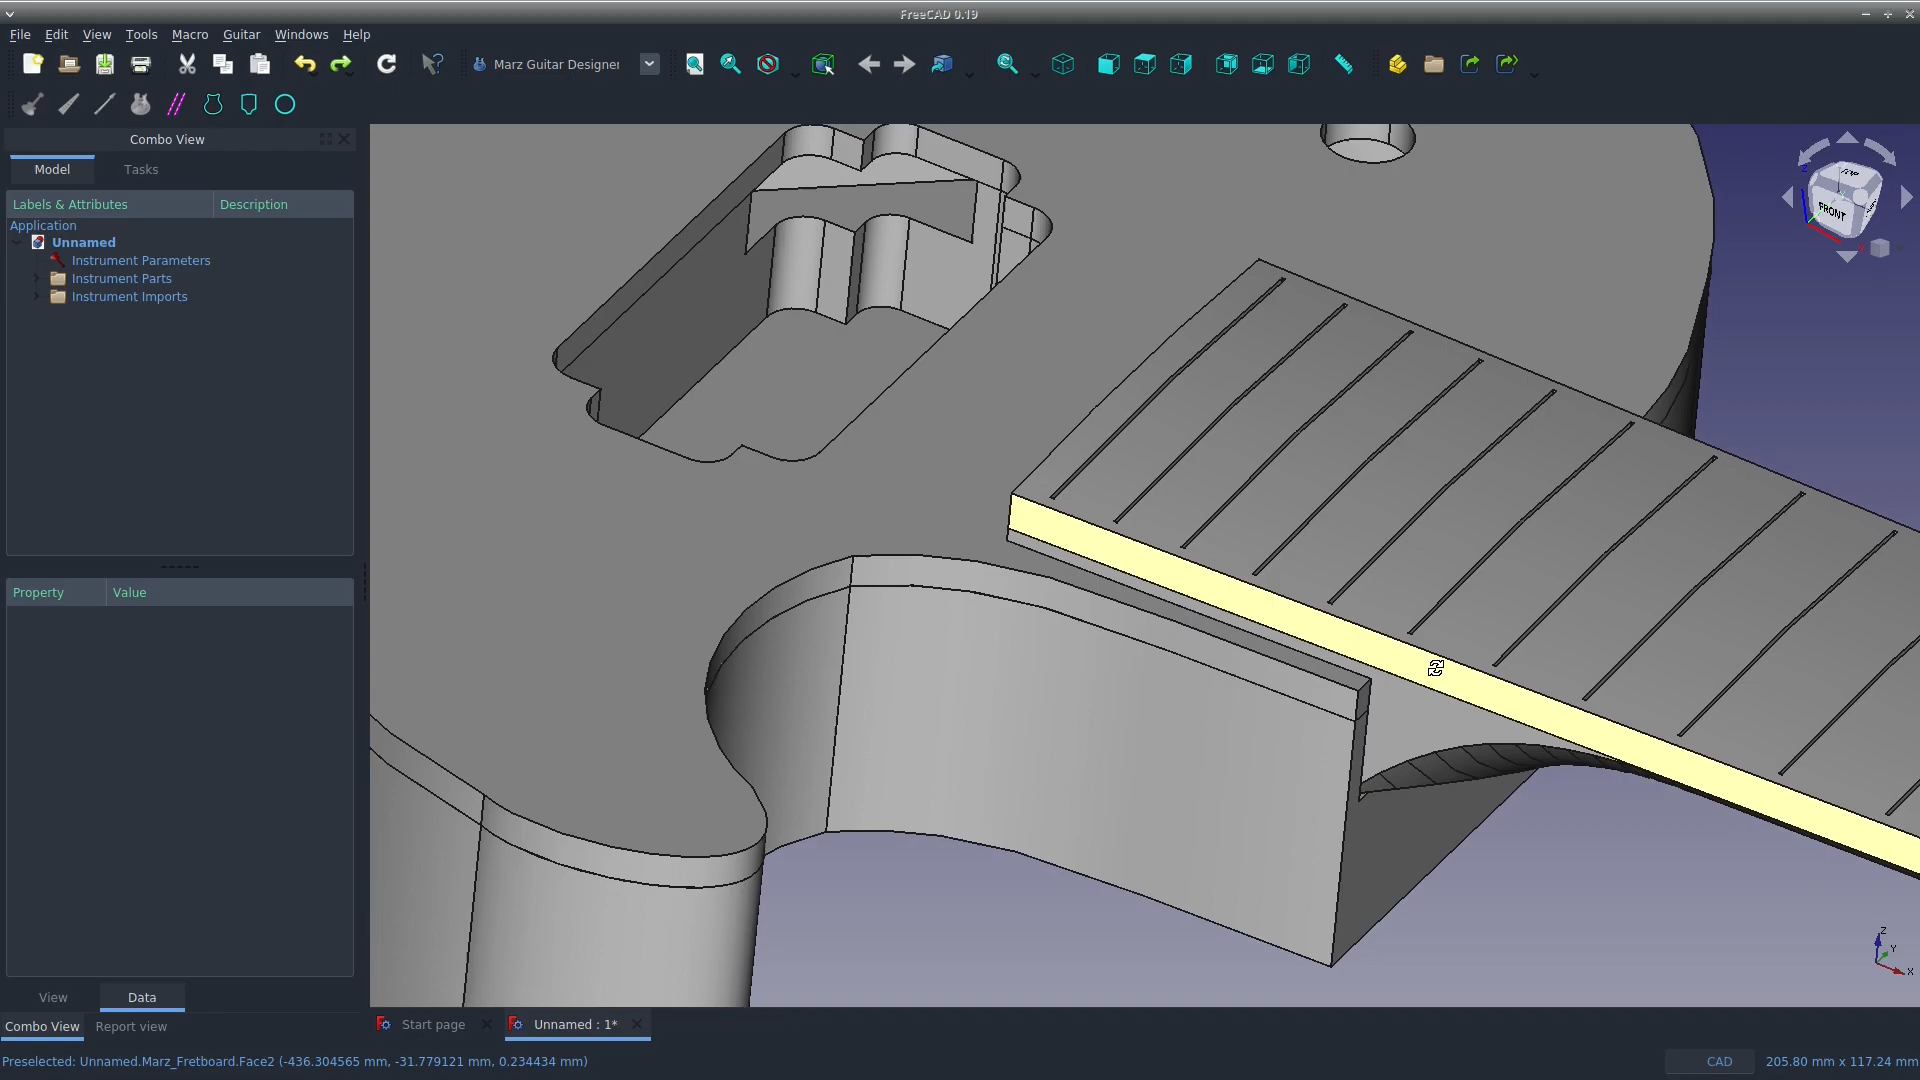 FreeCAD 0.19
File Edit View Tools Macro Guitar Windows Help
Marz Guitar Designer
Combo View
Model Tasks
Labels & Attributes Description
Application
Unnamed
Instrument Parameters
Instrument Parts
Instrument Imports
TOP
FRONT
Property Value
Z
Y
X
View Data
Combo View Report view
Start page
Unnamed : 1*
Preselected: Unnamed.Marz_Fretboard.Face2 (-436.304565 mm, -31.779121 mm, 0.234434 mm)
CAD
205.80 mm x 117.24 mm